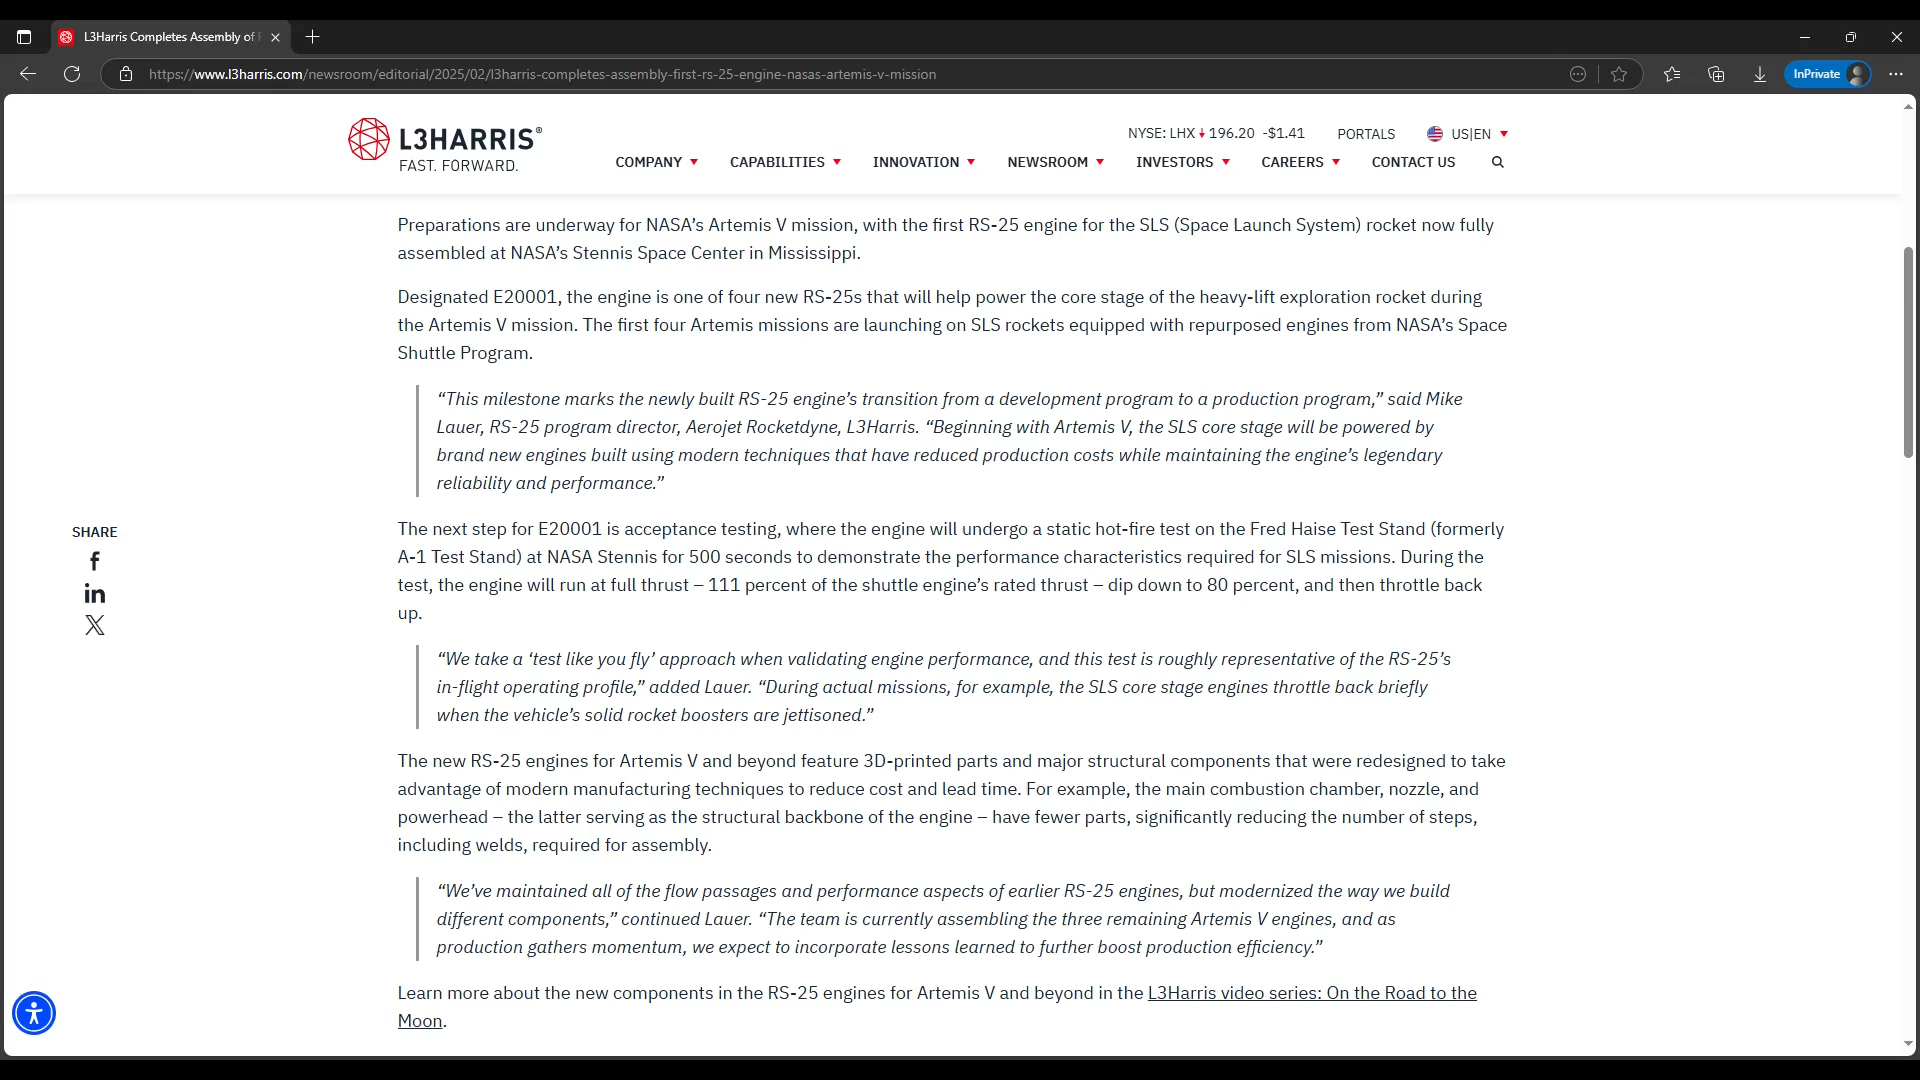 L3Harris Completes Assembly of
https://www.l3harris.com/newsroom/editorial/2025/02/l3harris-completes-assembly-first-rs-25-engine-nasas-artemis-v-mission
InPrivate
L3HARRIS®
FAST. FORWARD.
NYSE: LHX 196.20 -$1.41 PORTALS US|EN
COMPANY CAPABILITIES INNOVATION NEWSROOM INVESTORS CAREERS CONTACT US
Preparations are underway for NASA’s Artemis V mission, with the first RS-25 engine for the SLS (Space Launch System) rocket now fully
assembled at NASA’s Stennis Space Center in Mississippi.
Designated E20001, the engine is one of four new RS-25s that will help power the core stage of the heavy-lift exploration rocket during
the Artemis V mission. The first four Artemis missions are launching on SLS rockets equipped with repurposed engines from NASA’s Space
Shuttle Program.
“This milestone marks the newly built RS-25 engine’s transition from a development program to a production program,” said Mike
Lauer, RS-25 program director, Aerojet Rocketdyne, L3Harris. “Beginning with Artemis V, the SLS core stage will be powered by
brand new engines built using modern techniques that have reduced production costs while maintaining the engine’s legendary
reliability and performance.”
The next step for E20001 is acceptance testing, where the engine will undergo a static hot-fire test on the Fred Haise Test Stand (formerly
A-1 Test Stand) at NASA Stennis for 500 seconds to demonstrate the performance characteristics required for SLS missions. During the
test, the engine will run at full thrust – 111 percent of the shuttle engine’s rated thrust – dip down to 80 percent, and then throttle back
up.
SHARE
“We take a ‘test like you fly’ approach when validating engine performance, and this test is roughly representative of the RS-25’s
in-flight operating profile,” added Lauer. “During actual missions, for example, the SLS core stage engines throttle back briefly
when the vehicle’s solid rocket boosters are jettisoned.”
The new RS-25 engines for Artemis V and beyond feature 3D-printed parts and major structural components that were redesigned to take
advantage of modern manufacturing techniques to reduce cost and lead time. For example, the main combustion chamber, nozzle, and
powerhead – the latter serving as the structural backbone of the engine – have fewer parts, significantly reducing the number of steps,
including welds, required for assembly.
“We’ve maintained all of the flow passages and performance aspects of earlier RS-25 engines, but modernized the way we build
different components,” continued Lauer. “The team is currently assembling the three remaining Artemis V engines, and as
production gathers momentum, we expect to incorporate lessons learned to further boost production efficiency.”
Learn more about the new components in the RS-25 engines for Artemis V and beyond in the L3Harris video series: On the Road to the
Moon.